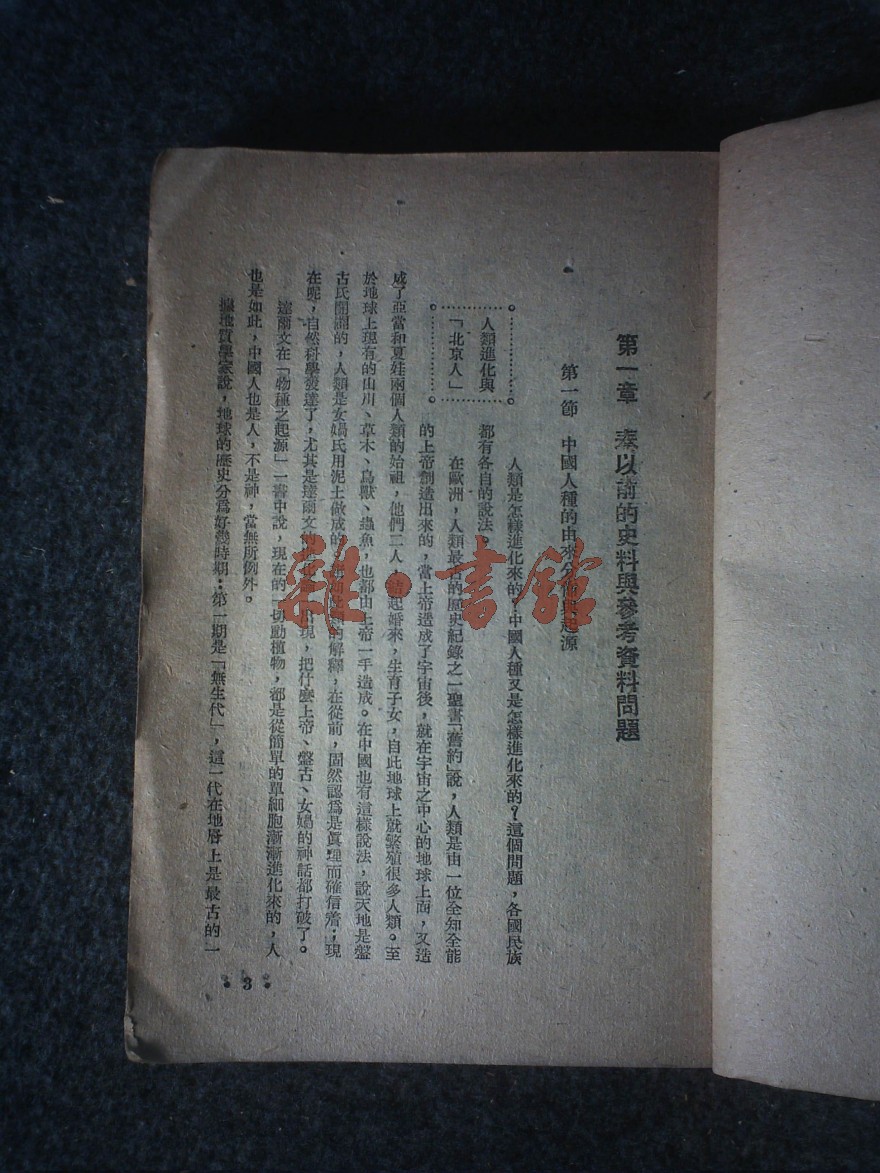 第一章　秦以前的史料與參考資料問題
第一節　中國人種的由來分佈與起源
人類進化與
「北京人」
人類是怎樣進化來的？中國人種又是怎樣進化來的？這個問題，各國民族
都有各自的說法。
在歐洲，人類最古的歷史紀錄之一聖書「舊約」說，人類是由一位全知全能
的上帝創造出來的，當上帝造成了宇宙後，就在宇宙之中心的地球上面，又造
成了亞當和夏娃兩個人類的始祖，他們二人，結起婚來，生育子女，自此地球上就繁殖很多人類。至
於地球上現有的山川、草木、鳥獸、蟲魚，也都由上帝一手造成。在中國也有這樣說法，說天地是盤
古氏開闢的，人類是女媧氏用泥土做成的。的解釋，在從前，固然認爲是眞理而確信着；現
在呢，自然科學發達了，尤其是達爾文的現，把什麼上帝、盤古、女媧的神話都打破了。
達爾文在「物種之起源」一書中說，現在的一切動植物，都是從簡單的單細胞漸漸進化來的，人
也是如此，中國人也是人，不是神，當無所例外。
據地質學家說，地球的歷史分爲好幾時期：第一期是「無生代」，這一代在地層上是最古的一
• 3 •
雜·書館